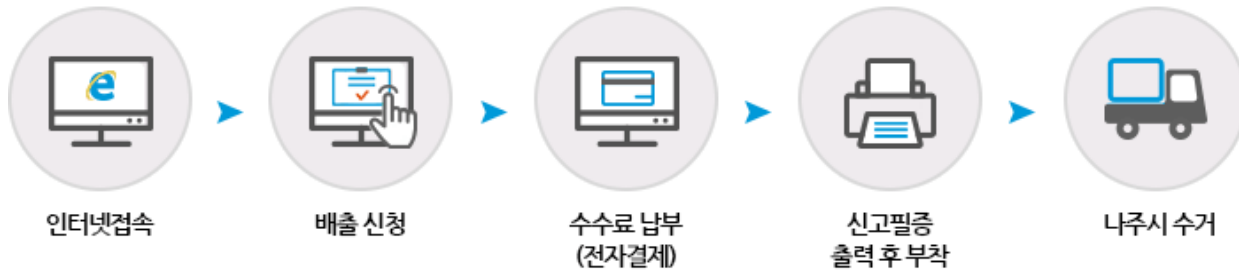 인터넷접속
배출 신청
수수료 납부
(전자결제)
신고필증
출력 후 부착
나주시 수거